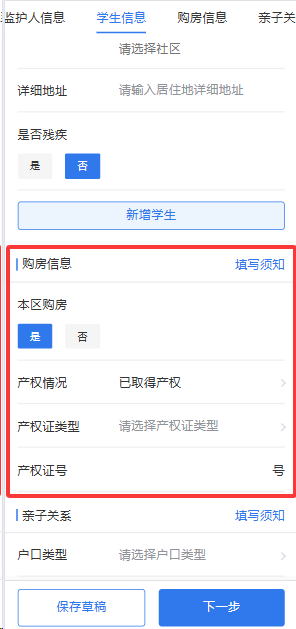 监护人信息 学生信息 购房信息 亲子关
请选择社区
详细地址 请输入居住地详细地址
是否残疾
是 否
新增学生
购房信息 填写须知
本区购房
是 否
产权情况 已取得产权
产权证类型 请选择产权证类型
产权证号 号
亲子关系 填写须知
户口类型 请选择户口类型
保存草稿 下一步